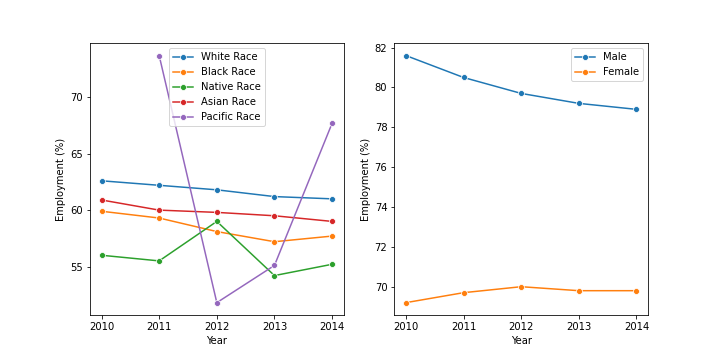 White Race
Black Race
Native Race
Asian Race
Pacific Race
70
65
60
55
Employment (%)
2010 2011 2012 2013 2014
Year
Male
Female
82
80
78
76
74
72
70
Employment (%)
2010 2011 2012 2013 2014
Year